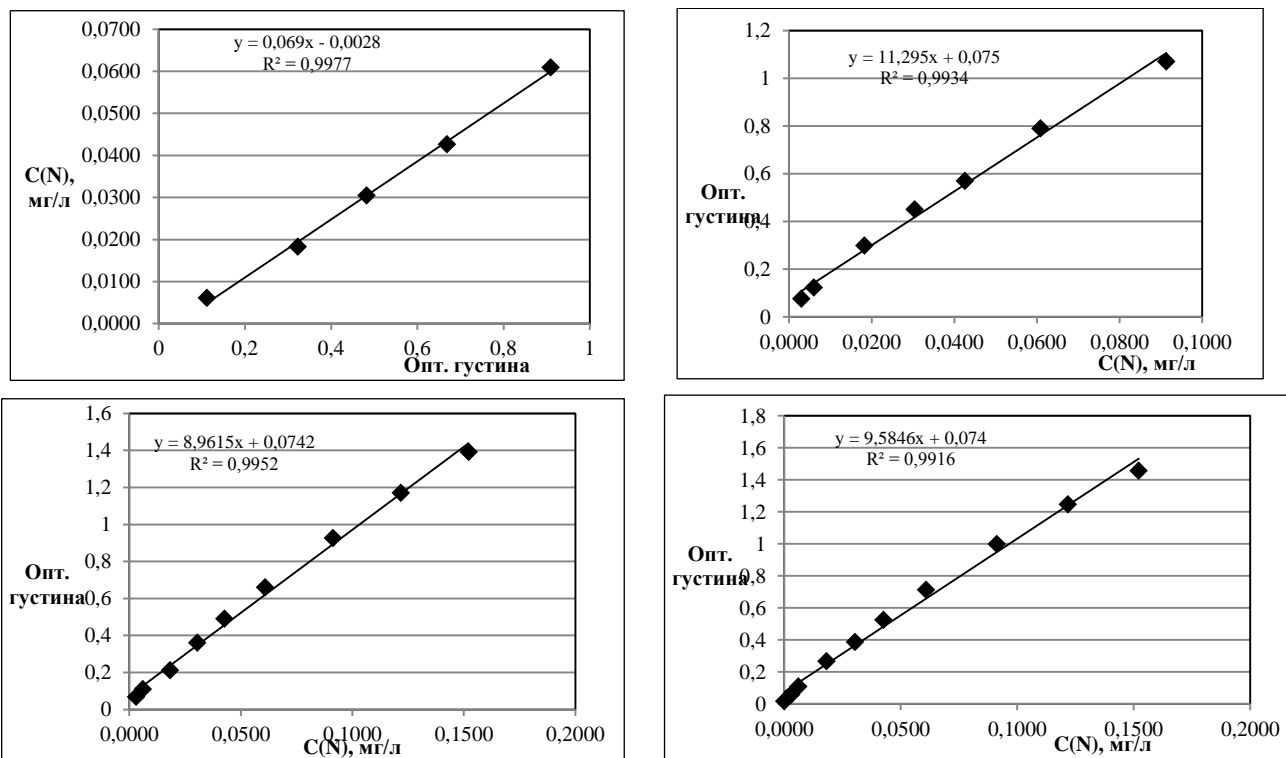 y = 0,069x - 0,0028
R² = 0,9977
0,0700
0,0600
0,0500
0,0400
0,0300
0,0200
0,0100
0,0000
C(N),
мг/л
0
0,2
0,4
0,6
0,8
1
Опт. густина
y = 11,295x + 0,075
R² = 0,9934
1,2
1
0,8
0,6
0,4
0,2
0
Опт.
густина
0,0000
0,0200
0,0400
0,0600
0,0800
0,1000
C(N), мг/л
y = 8,9615x + 0,0742
R² = 0,9952
1,6
1,4
1,2
1
0,8
0,6
0,4
0,2
0
Опт.
густина
0,0000
0,0500
0,1000
0,1500
0,2000
C(N), мг/л
y = 9,5846x + 0,074
R² = 0,9916
1,8
1,6
1,4
1,2
1
0,8
0,6
0,4
0,2
0
Опт.
густина
0,0000
0,0500
0,1000
0,1500
0,2000
C(N), мг/л